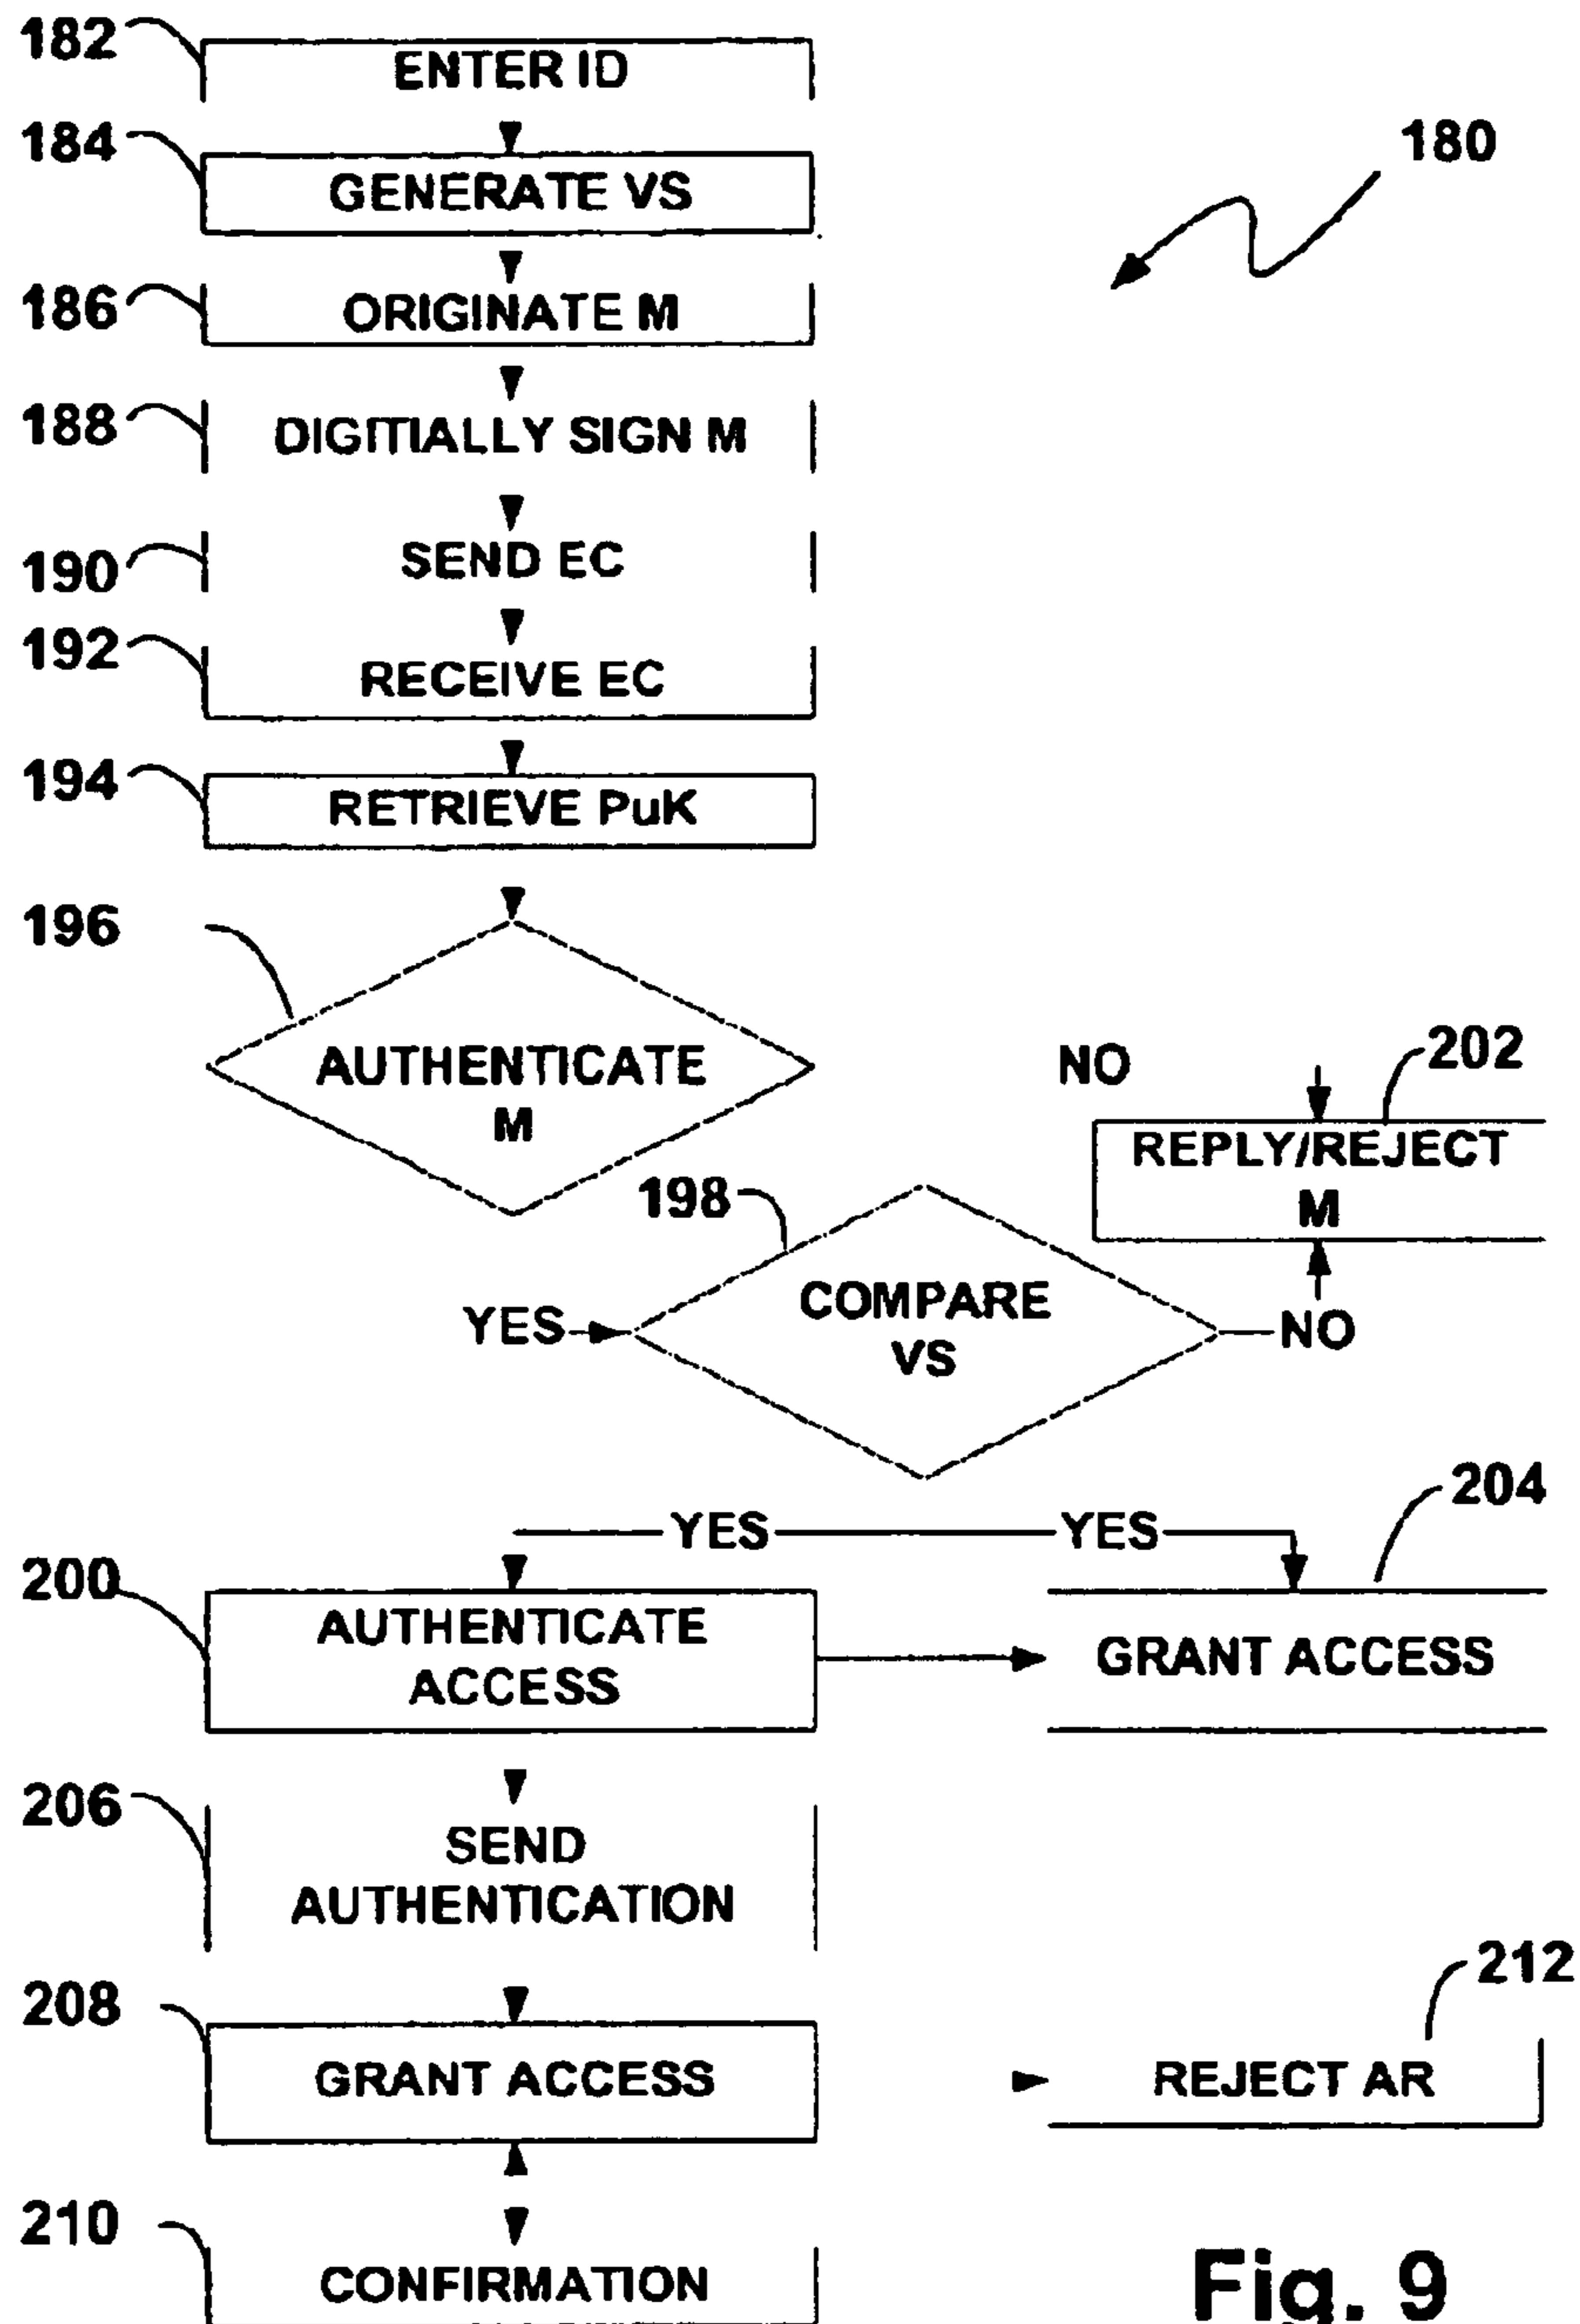 182
ENTER ID
184
180
GENERATE VS
186
ORIGINATE M
188
DIGITIALLY SIGN M
190
SEND EC
192
RECEIVE EC
194
RETRIEVE PuK
196
AUTHENTICATE
M
NO
202
REPLY/REJECT
M
198
COMPARE
VS
YES
NO
204
YES
YES
200
AUTHENTICATE
ACCESS
GRANT ACCESS
206
SEND
AUTHENTICATION
212
208
GRANT ACCESS
REJECT AR
210
CONFIRMATION
Fig. 9